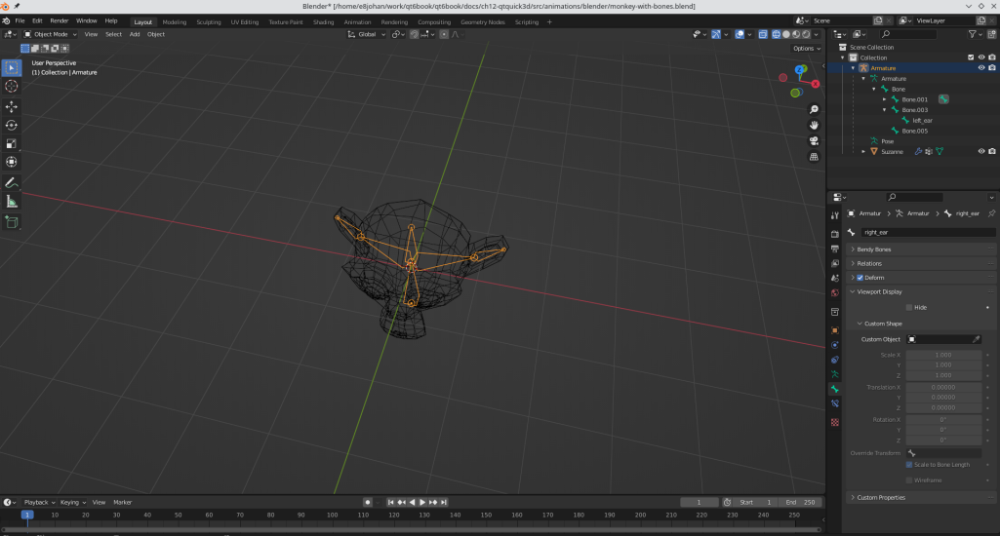 Blender* [/home/e8johan/work/qt6book/qt6book/docs/ch12-qtquick3d/src/animations/blender/monkey-with-bones.blend]
File Edit Render Window Help Layout Modeling Sculpting UV Editing Texture Paint Shading Animation Rendering Compositing Geometry Nodes Scripting + Scene ViewLayer
Object Mode View Select Add Object Global
Options
User Perspective
(1) Collection | Armature
Z
X
Scene Collection
Collection
Armature
Armature
Bone
Bone.001
Bone.003
left_ear
Bone.005
Pose
Suzanne
Armatur > Armatur > right_ear
right_ear
Bendy Bones
Relations
Deform
Viewport Display
Hide
Custom Shape
Custom Object
Scale X 1.000
Y 1.000
Z 1.000
Translation X 0.00000
Y 0.00000
Z 0.00000
Rotation X 0°
Y 0°
Z 0°
Override Transform
Scale to Bone Length
Wireframe
Custom Properties
Playback Keying View Marker 1 Start 1 End 250
1 10 20 30 40 50 60 70 80 90 100 110 120 130 140 150 160 170 180 190 200 210 220 230 240 250